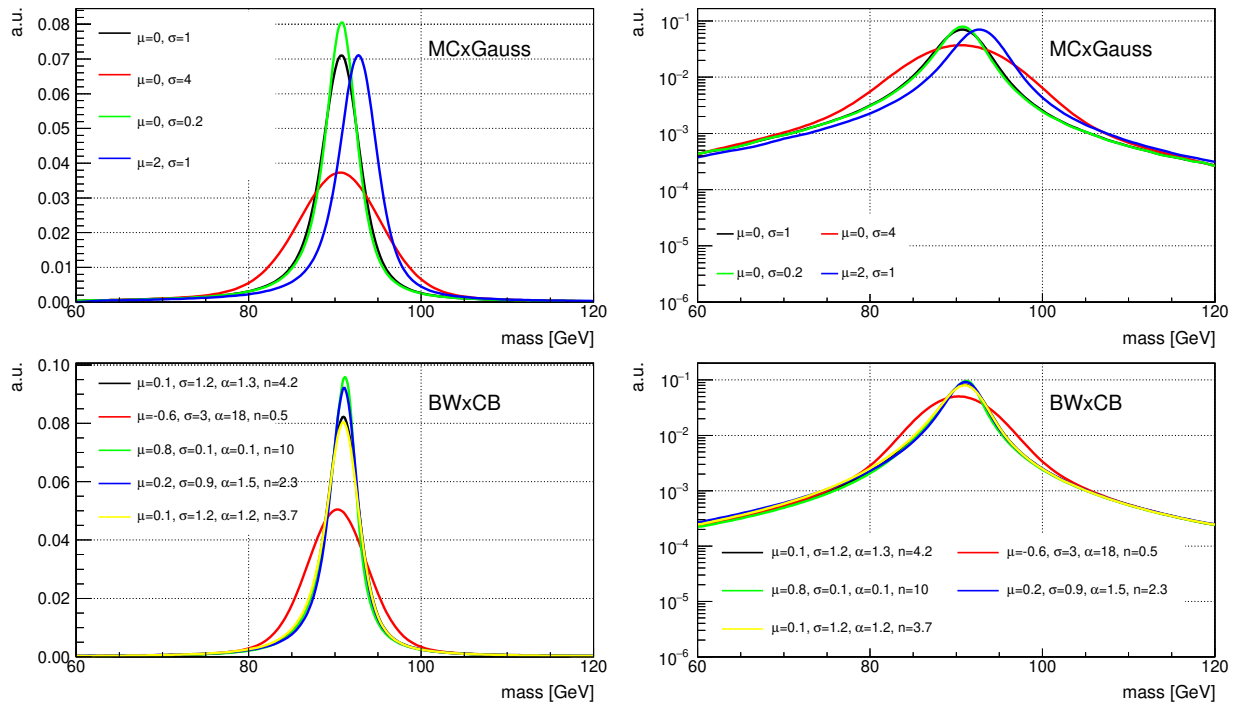 a.u.
0.08
0.07
0.06
0.05
0.04
0.03
0.02
0.01
0.00
μ=0, σ=1
μ=0, σ=4
μ=0, σ=0.2
μ=2, σ=1
MCxGauss
60 80 100 120
mass [GeV]
a.u.
10−1
10−2
10−3
10−4
10−5
10−6
MCxGauss
μ=0, σ=1 μ=0, σ=4
μ=0, σ=0.2 μ=2, σ=1
60 80 100 120
mass [GeV]
a.u.
0.10
0.08
0.06
0.04
0.02
0.00
μ=0.1, σ=1.2, α=1.3, n=4.2
μ=-0.6, σ=3, α=18, n=0.5
μ=0.8, σ=0.1, α=0.1, n=10
μ=0.2, σ=0.9, α=1.5, n=2.3
μ=0.1, σ=1.2, α=1.2, n=3.7
BWxCB
60 80 100 120
mass [GeV]
a.u.
10−1
10−2
10−3
10−4
10−5
10−6
BWxCB
μ=0.1, σ=1.2, α=1.3, n=4.2 μ=-0.6, σ=3, α=18, n=0.5
μ=0.8, σ=0.1, α=0.1, n=10 μ=0.2, σ=0.9, α=1.5, n=2.3
μ=0.1, σ=1.2, α=1.2, n=3.7
60 80 100 120
mass [GeV]